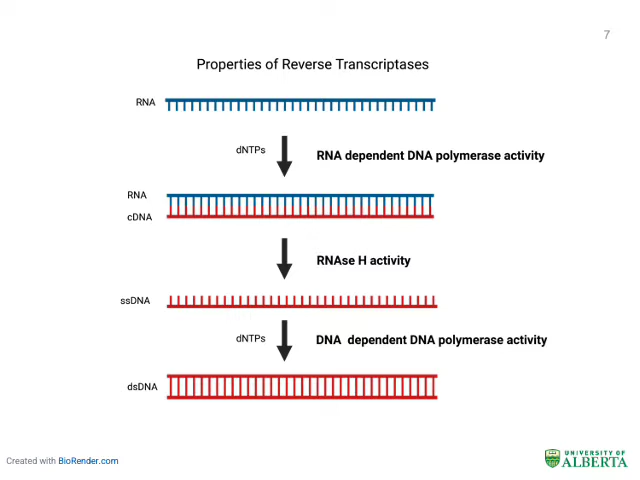 7
Properties of Reverse Transcriptases
RNA
dNTPs
RNA dependent DNA polymerase activity
RNA
cDNA
RNAse H activity
ssDNA
dNTPs
DNA dependent DNA polymerase activity
dsDNA
Created with BioRender.com
UNIVERSITY OF
ALBERTA